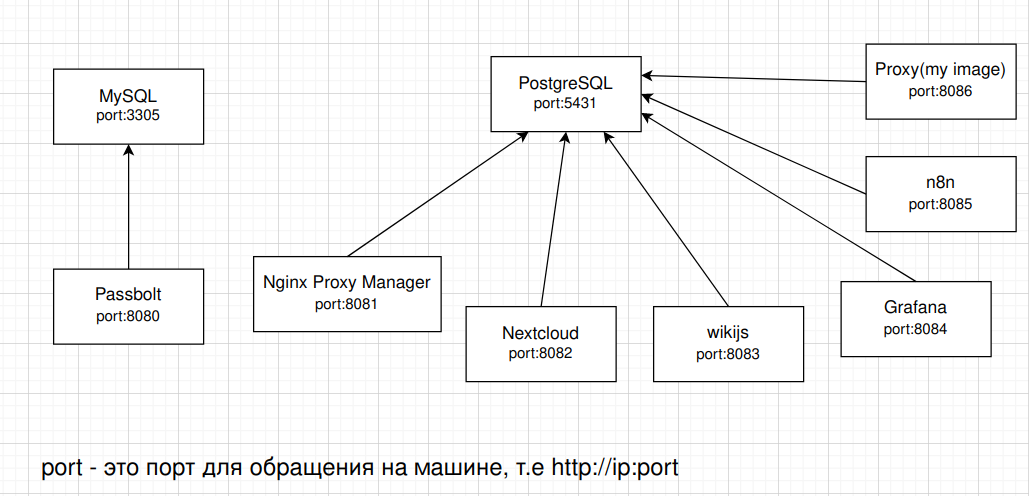 MySQL
port:3305
PostgreSQL
port:5431
Proxy(my image)
port:8086
n8n
port:8085
Passbolt
port:8080
Nginx Proxy Manager
port:8081
Nextcloud
port:8082
wikijs
port:8083
Grafana
port:8084
port - это порт для обращения на машине, т.е http://ip:port